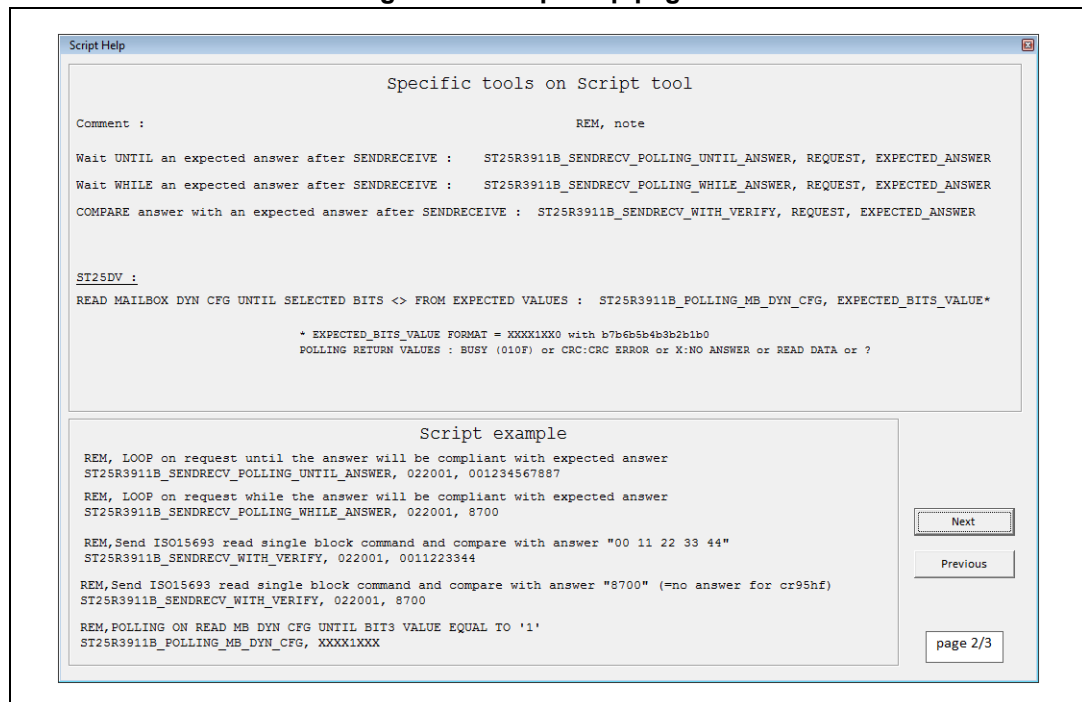 Script Help
Specific tools on Script tool
Comment : REM, note
Wait UNTIL an expected answer after SENDRECEIVE : ST25R3911B_SENDRECV_POLLING_UNTIL_ANSWER, REQUEST, EXPECTED_ANSWER
Wait WHILE an expected answer after SENDRECEIVE : ST25R3911B_SENDRECV_POLLING_WHILE_ANSWER, REQUEST, EXPECTED_ANSWER
COMPARE answer with an expected answer after SENDRECEIVE : ST25R3911B_SENDRECV_WITH_VERIFY, REQUEST, EXPECTED_ANSWER
ST25DV :
READ MAILBOX DYN CFG UNTIL SELECTED BITS <> FROM EXPECTED VALUES : ST25R3911B_POLLING_MB_DYN_CFG, EXPECTED_BITS_VALUE*
* EXPECTED_BITS_VALUE FORMAT = XXXX1XX0 with b7b6b5b4b3b2b1b0
POLLING RETURN VALUES : BUSY (010F) or CRC:CRC ERROR or X:NO ANSWER or READ DATA or ?
Script example
REM, LOOP on request until the answer will be compliant with expected answer
ST25R3911B_SENDRECV_POLLING_UNTIL_ANSWER, 022001, 001234567887
REM, LOOP on request while the answer will be compliant with expected answer
ST25R3911B_SENDRECV_POLLING_WHILE_ANSWER, 022001, 8700
REM,Send ISO15693 read single block command and compare with answer "00 11 22 33 44"
ST25R3911B_SENDRECV_WITH_VERIFY, 022001, 0011223344
REM,Send ISO15693 read single block command and compare with answer "8700" (=no answer for cr95hf)
ST25R3911B_SENDRECV_WITH_VERIFY, 022001, 8700
REM,POLLING ON READ MB DYN CFG UNTIL BIT3 VALUE EQUAL TO '1'
ST25R3911B_POLLING_MB_DYN_CFG, XXXX1XXX
Next
Previous
page 2/3